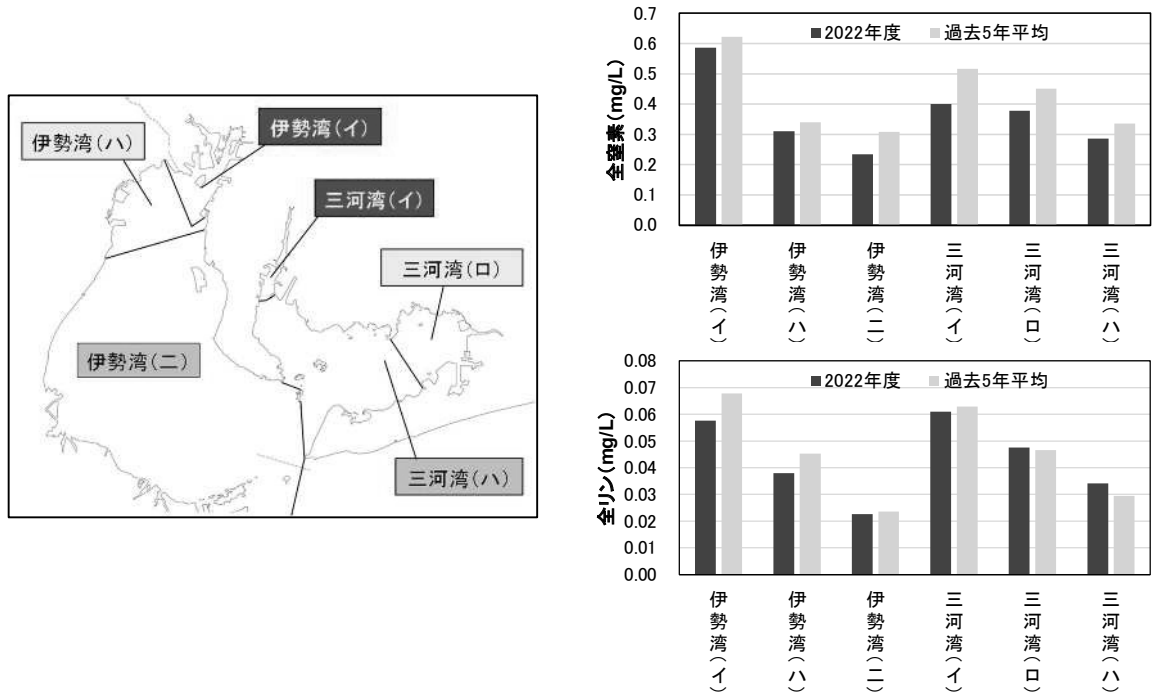 伊勢湾(ハ)
伊勢湾(イ)
三河湾(イ)
三河湾(ロ)
伊勢湾(ニ)
三河湾(ハ)
全窒素(mg/L)
■2022年度 ■過去5年平均
0.7
0.6
0.5
0.4
0.3
0.2
0.1
0.0
伊勢湾(イ)
伊勢湾(ハ)
伊勢湾(ニ)
三河湾(イ)
三河湾(ロ)
三河湾(ハ)
全リン(mg/L)
■2022年度 ■過去5年平均
0.08
0.07
0.06
0.05
0.04
0.03
0.02
0.01
0.00
伊勢湾(イ)
伊勢湾(ハ)
伊勢湾(ニ)
三河湾(イ)
三河湾(ロ)
三河湾(ハ)